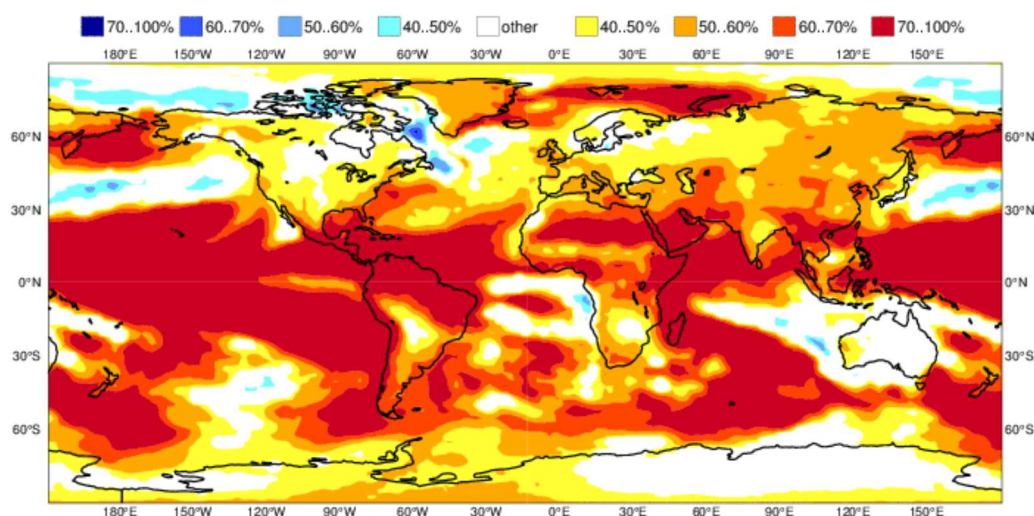 70..100% 60..70% 50..60% 40..50% other 40..50% 50..60% 60..70% 70..100%
180°E 150°W 120°W 90°W 60°W 30°W 0°E 30°E 60°E 90°E 120°E 150°E
60°N 60°N
30°N 30°N
0°N 0°N
30°S 30°S
60°S 60°S
180°E 150°W 120°W 90°W 60°W 30°W 0°E 30°E 60°E 90°E 120°E 150°E